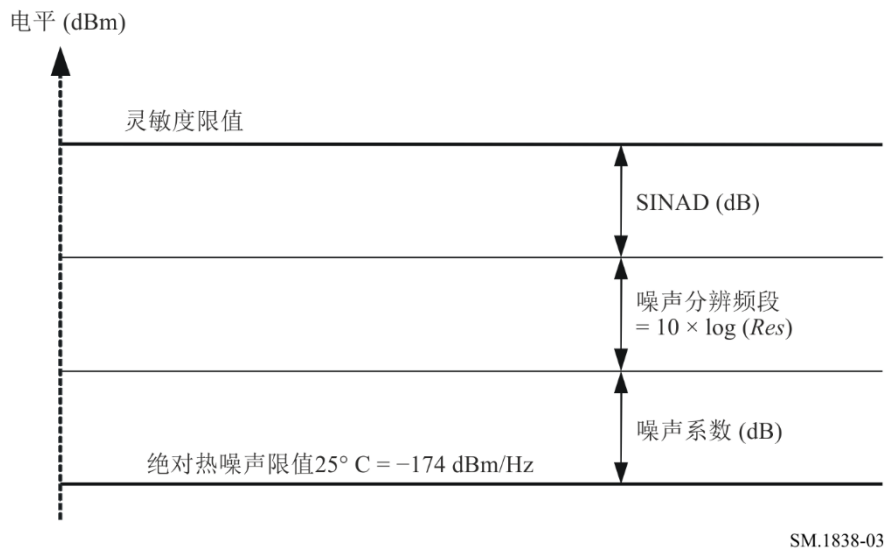 电平 (dBm)
灵敏度限值
SINAD (dB)
噪声分辨频段
= 10 × log (Res)
噪声系数 (dB)
绝对热噪声限值25° C = −174 dBm/Hz
SM.1838-03